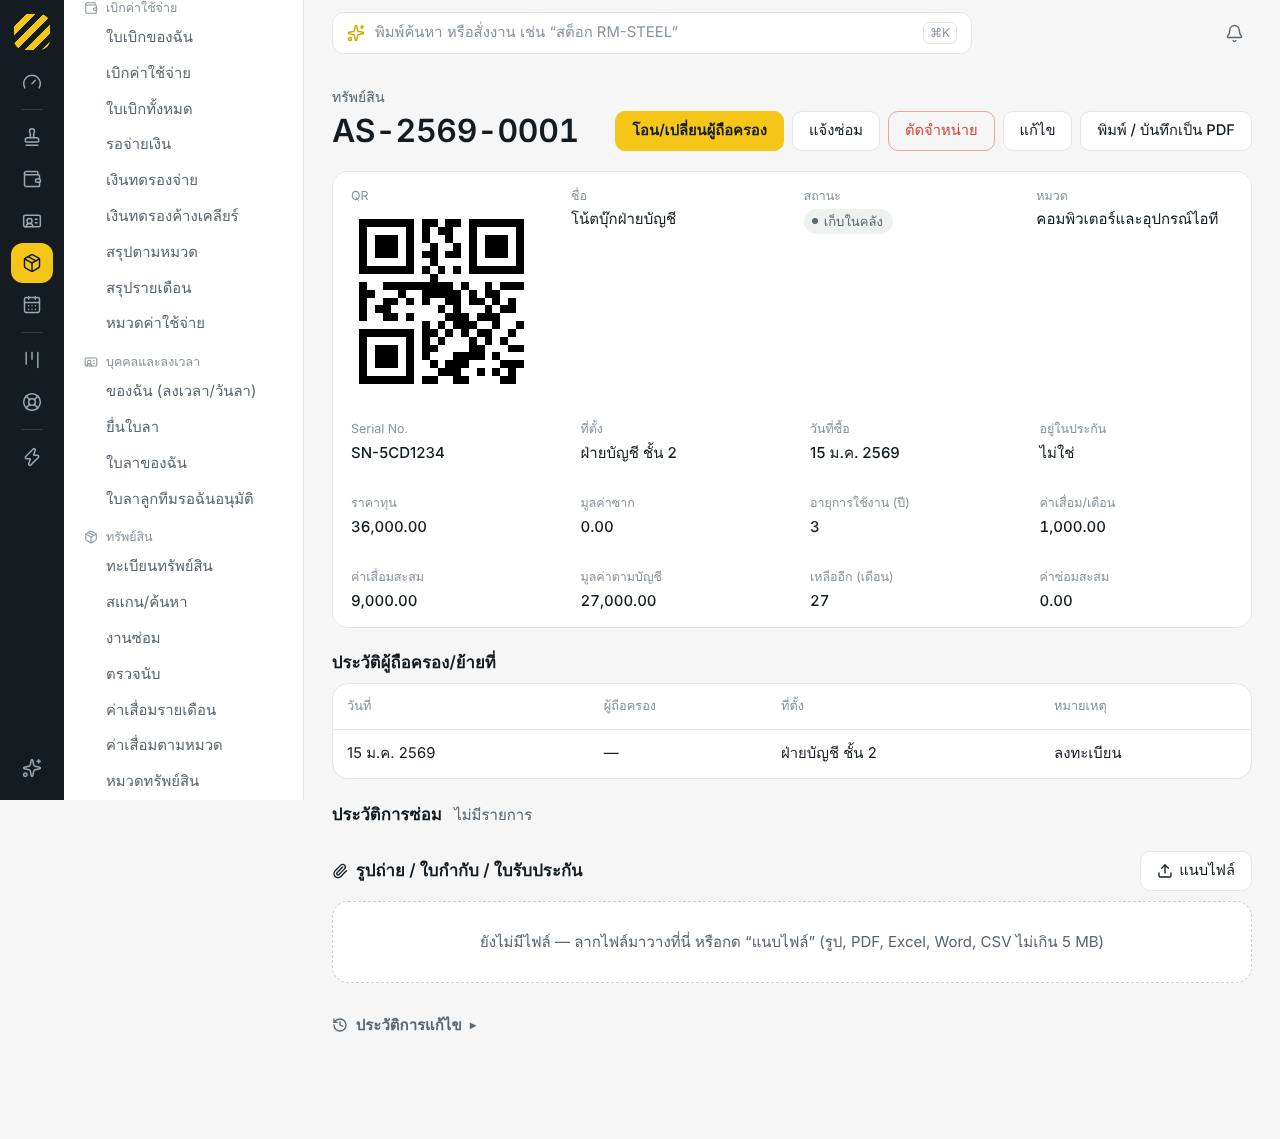 เบิกค่าใช้จ่าย
ใบเบิกของฉัน
เบิกค่าใช้จ่าย
ใบเบิกทั้งหมด
รอจ่ายเงิน
เงินทดรองจ่าย
เงินทดรองค้างเคลียร์
สรุปตามหมวด
สรุปรายเดือน
หมวดค่าใช้จ่าย
บุคคลและลงเวลา
ของฉัน (ลงเวลา/วันลา)
ยื่นใบลา
ใบลาของฉัน
ใบลาลูกทีมรอฉันอนุมัติ
ทรัพย์สิน
ทะเบียนทรัพย์สิน
สแกน/ค้นหา
งานซ่อม
ตรวจนับ
ค่าเสื่อมรายเดือน
ค่าเสื่อมตามหมวด
หมวดทรัพย์สิน
พิมพ์ค้นหา หรือสั่งงาน เช่น “สต็อก RM-STEEL” ⌘K
ทรัพย์สิน
AS-2569-0001
โอน/เปลี่ยนผู้ถือครอง แจ้งซ่อม ตัดจำหน่าย แก้ไข พิมพ์ / บันทึกเป็น PDF
QR ชื่อ สถานะ หมวด
โน้ตบุ๊กฝ่ายบัญชี เก็บในคลัง คอมพิวเตอร์และอุปกรณ์ไอที
Serial No. ที่ตั้ง วันที่ซื้อ อยู่ในประกัน
SN-5CD1234 ฝ่ายบัญชี ชั้น 2 15 ม.ค. 2569 ไม่ใช่
ราคาทุน มูลค่าซาก อายุการใช้งาน (ปี) ค่าเสื่อม/เดือน
36,000.00 0.00 3 1,000.00
ค่าเสื่อมสะสม มูลค่าตามบัญชี เหลืออีก (เดือน) ค่าซ่อมสะสม
9,000.00 27,000.00 27 0.00
ประวัติผู้ถือครอง/ย้ายที่
วันที่ ผู้ถือครอง ที่ตั้ง หมายเหตุ
15 ม.ค. 2569 — ฝ่ายบัญชี ชั้น 2 ลงทะเบียน
ประวัติการซ่อม ไม่มีรายการ
รูปถ่าย / ใบกำกับ / ใบรับประกัน แนบไฟล์
ยังไม่มีไฟล์ — ลากไฟล์มาวางที่นี่ หรือกด “แนบไฟล์” (รูป, PDF, Excel, Word, CSV ไม่เกิน 5 MB)
ประวัติการแก้ไข ▸